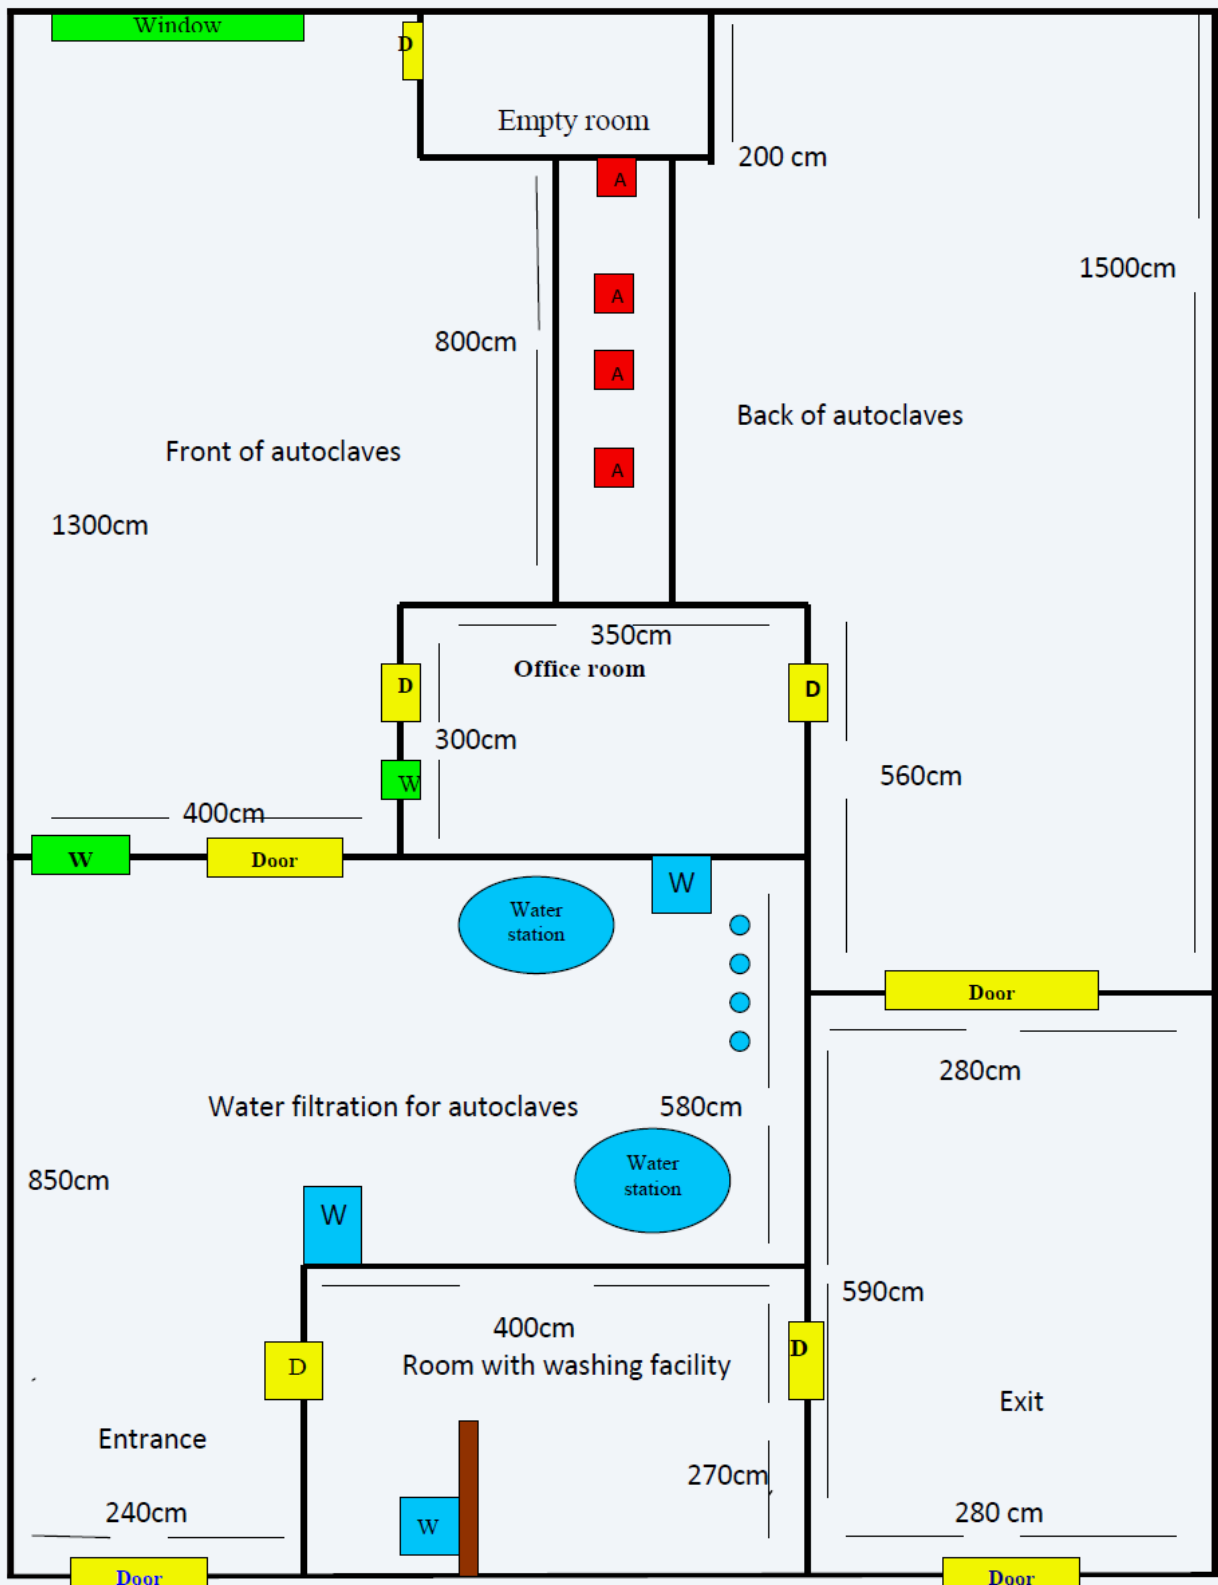 Window
D
Empty room
A
200 cm
1500cm
A
800cm
A
Back of autoclaves
Front of autoclaves
A
1300cm
350cm
Office room
D
D
300cm
560cm
W
400cm
W
Door
W
Water
station
Door
280cm
Water filtration for autoclaves
580cm
Water
station
850cm
W
590cm
400cm
D
D
Room with washing facility
Exit
Entrance
270cm
240cm
280 cm
W
Door
Door